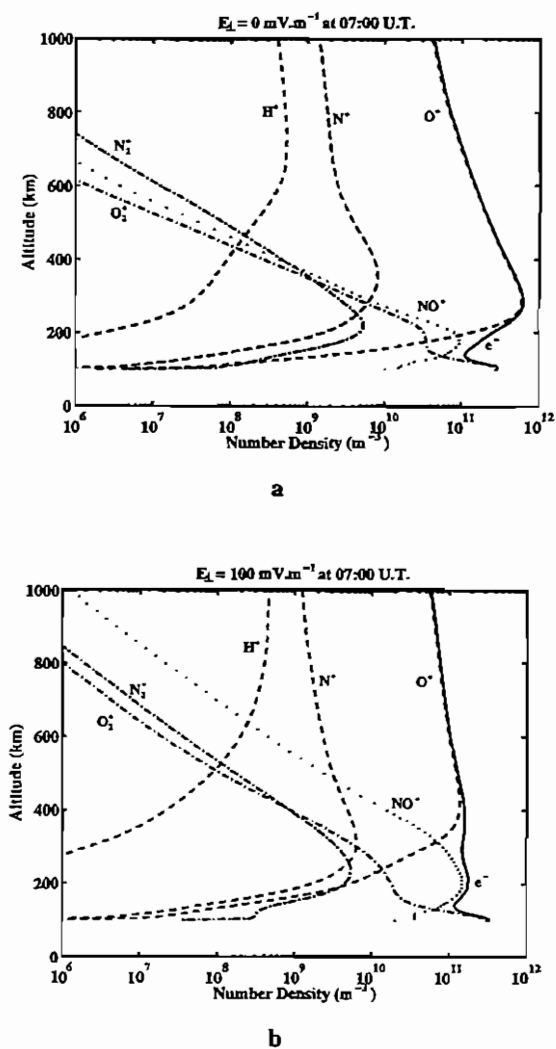 E⊥ = 0 mV.m⁻¹ at 07:00 U.T.
1000
800
600
400
200
0
Altitude (km)
H⁺
N⁺
O⁺
N₂⁺
O₂⁺
NO⁺
e⁻
10⁶ 10⁷ 10⁸ 10⁹ 10¹⁰ 10¹¹ 10¹²
Number Density (m⁻³)
a
E⊥ = 100 mV.m⁻¹ at 07:00 U.T.
1000
800
600
400
200
0
Altitude (km)
H⁺
N⁺
O⁺
N₂⁺
O₂⁺
NO⁺
e⁻
10⁶ 10⁷ 10⁸ 10⁹ 10¹⁰ 10¹¹ 10¹²
Number Density (m⁻³)
b